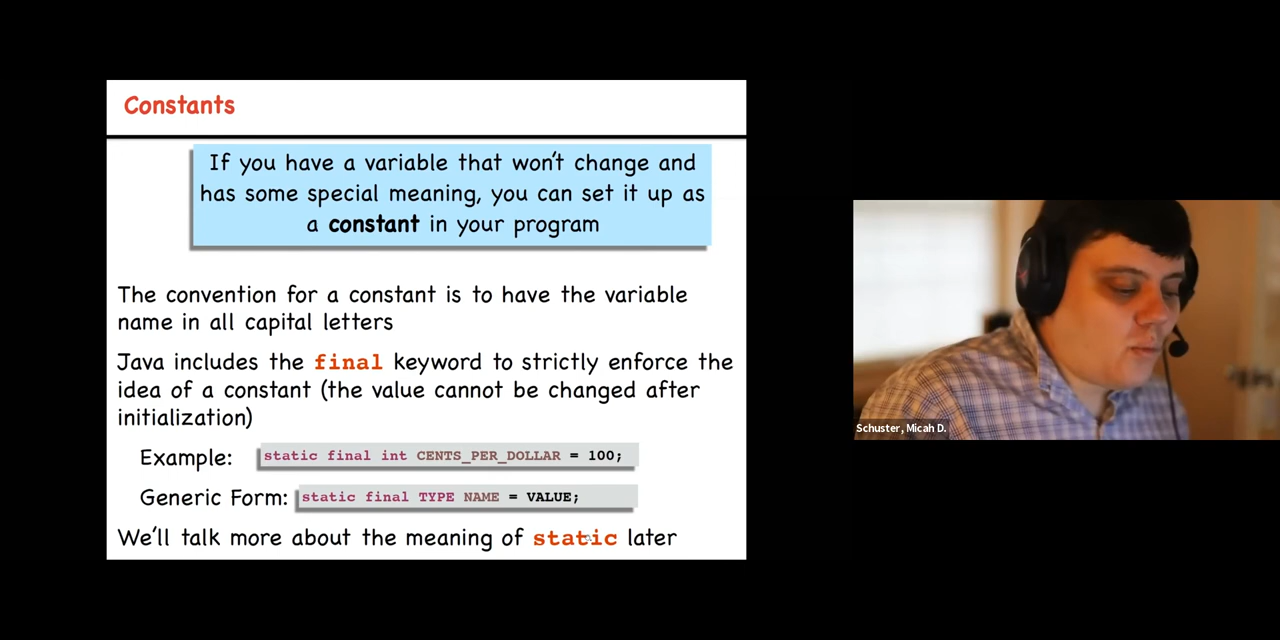 Constants
If you have a variable that won't change and
has some special meaning, you can set it up as
a constant in your program
The convention for a constant is to have the variable
name in all capital letters
Java includes the final keyword to strictly enforce the
idea of a constant (the value cannot be changed after
initialization)
Example: static final int CENTS_PER_DOLLAR = 100;
Generic Form: static final TYPE NAME = VALUE;
We'll talk more about the meaning of static later
Schuster, Micah D.